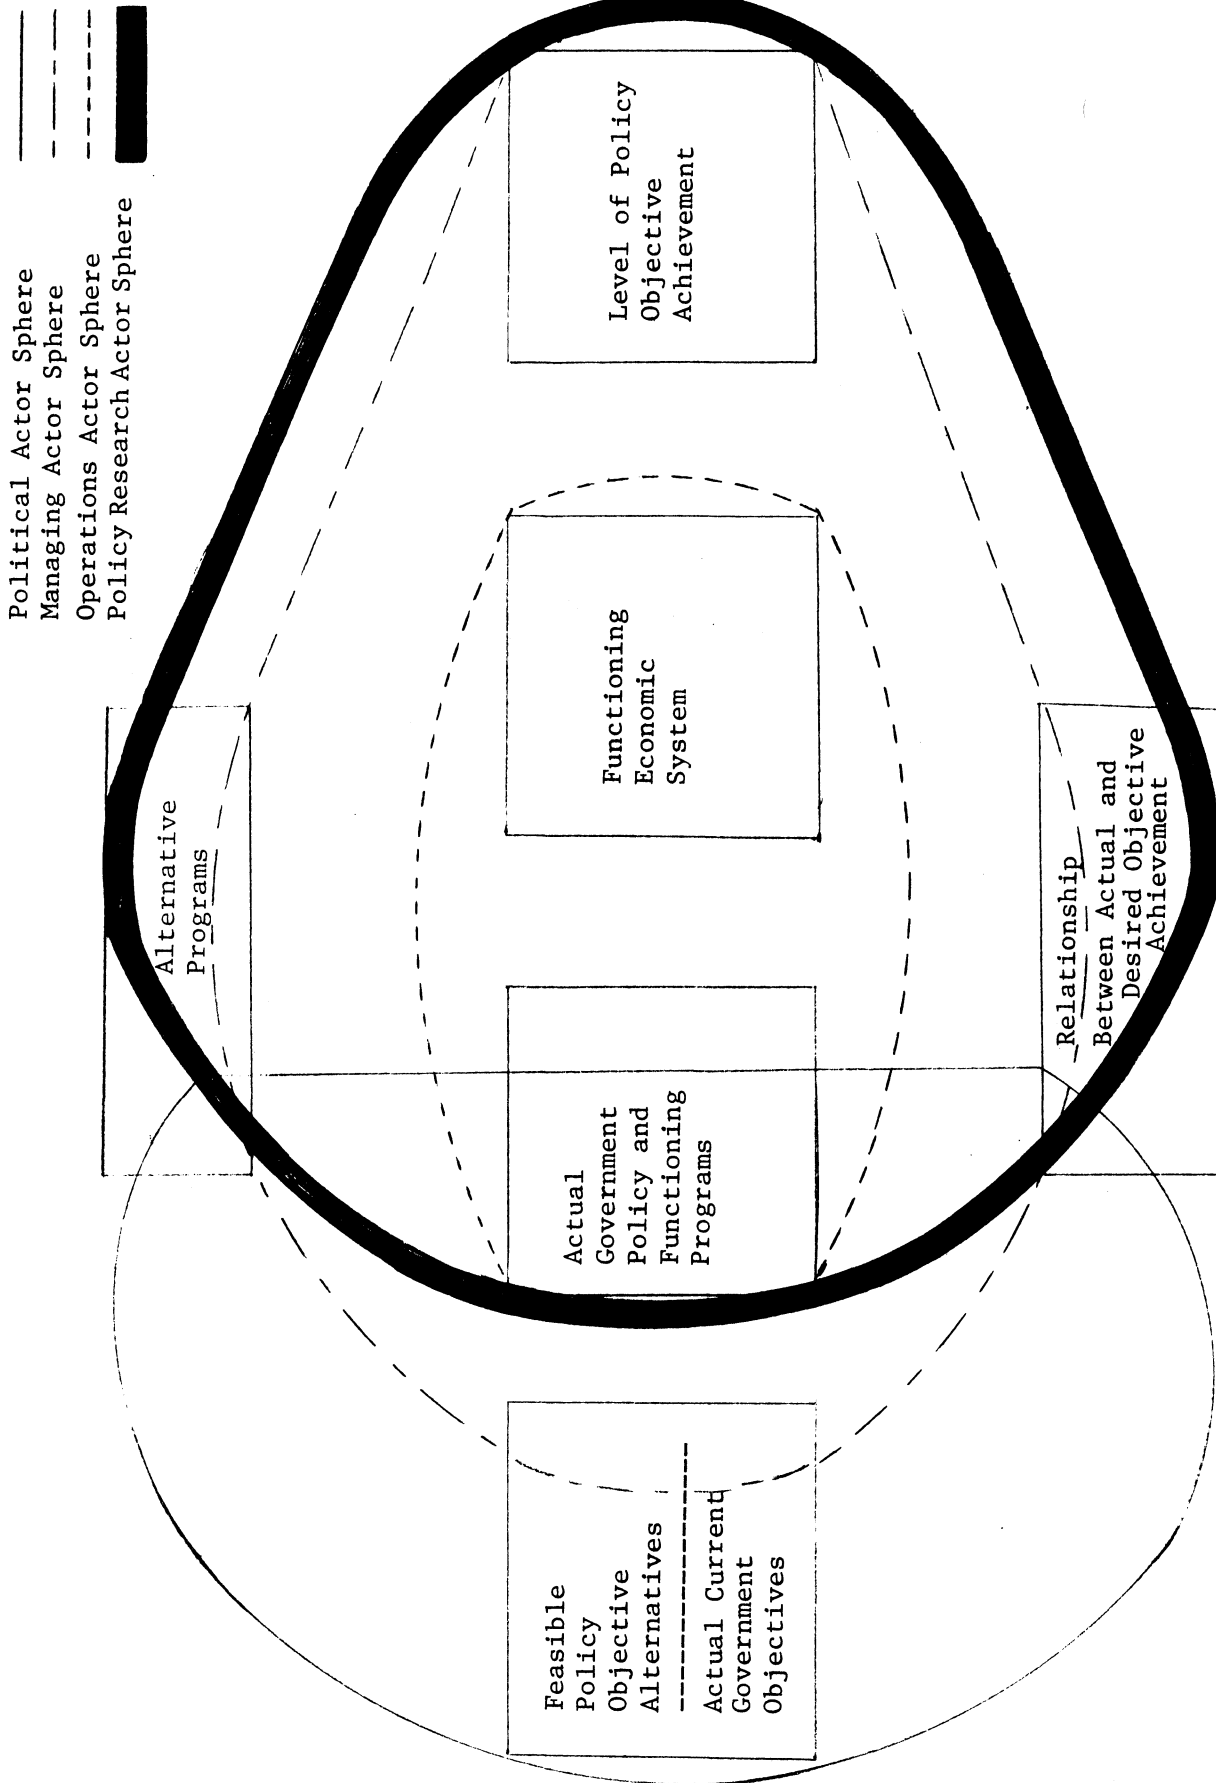 Political Actor Sphere
Managing Actor Sphere
Operations Actor Sphere
Policy Research Actor Sphere
Alternative
Programs
Feasible
Policy
Objective
Alternatives
Actual Current
Government
Objectives
Actual
Government
Policy and
Functioning
Programs
Functioning
Economic
System
Level of Policy
Objective
Achievement
Relationship
Between Actual and
Desired Objective
Achievement